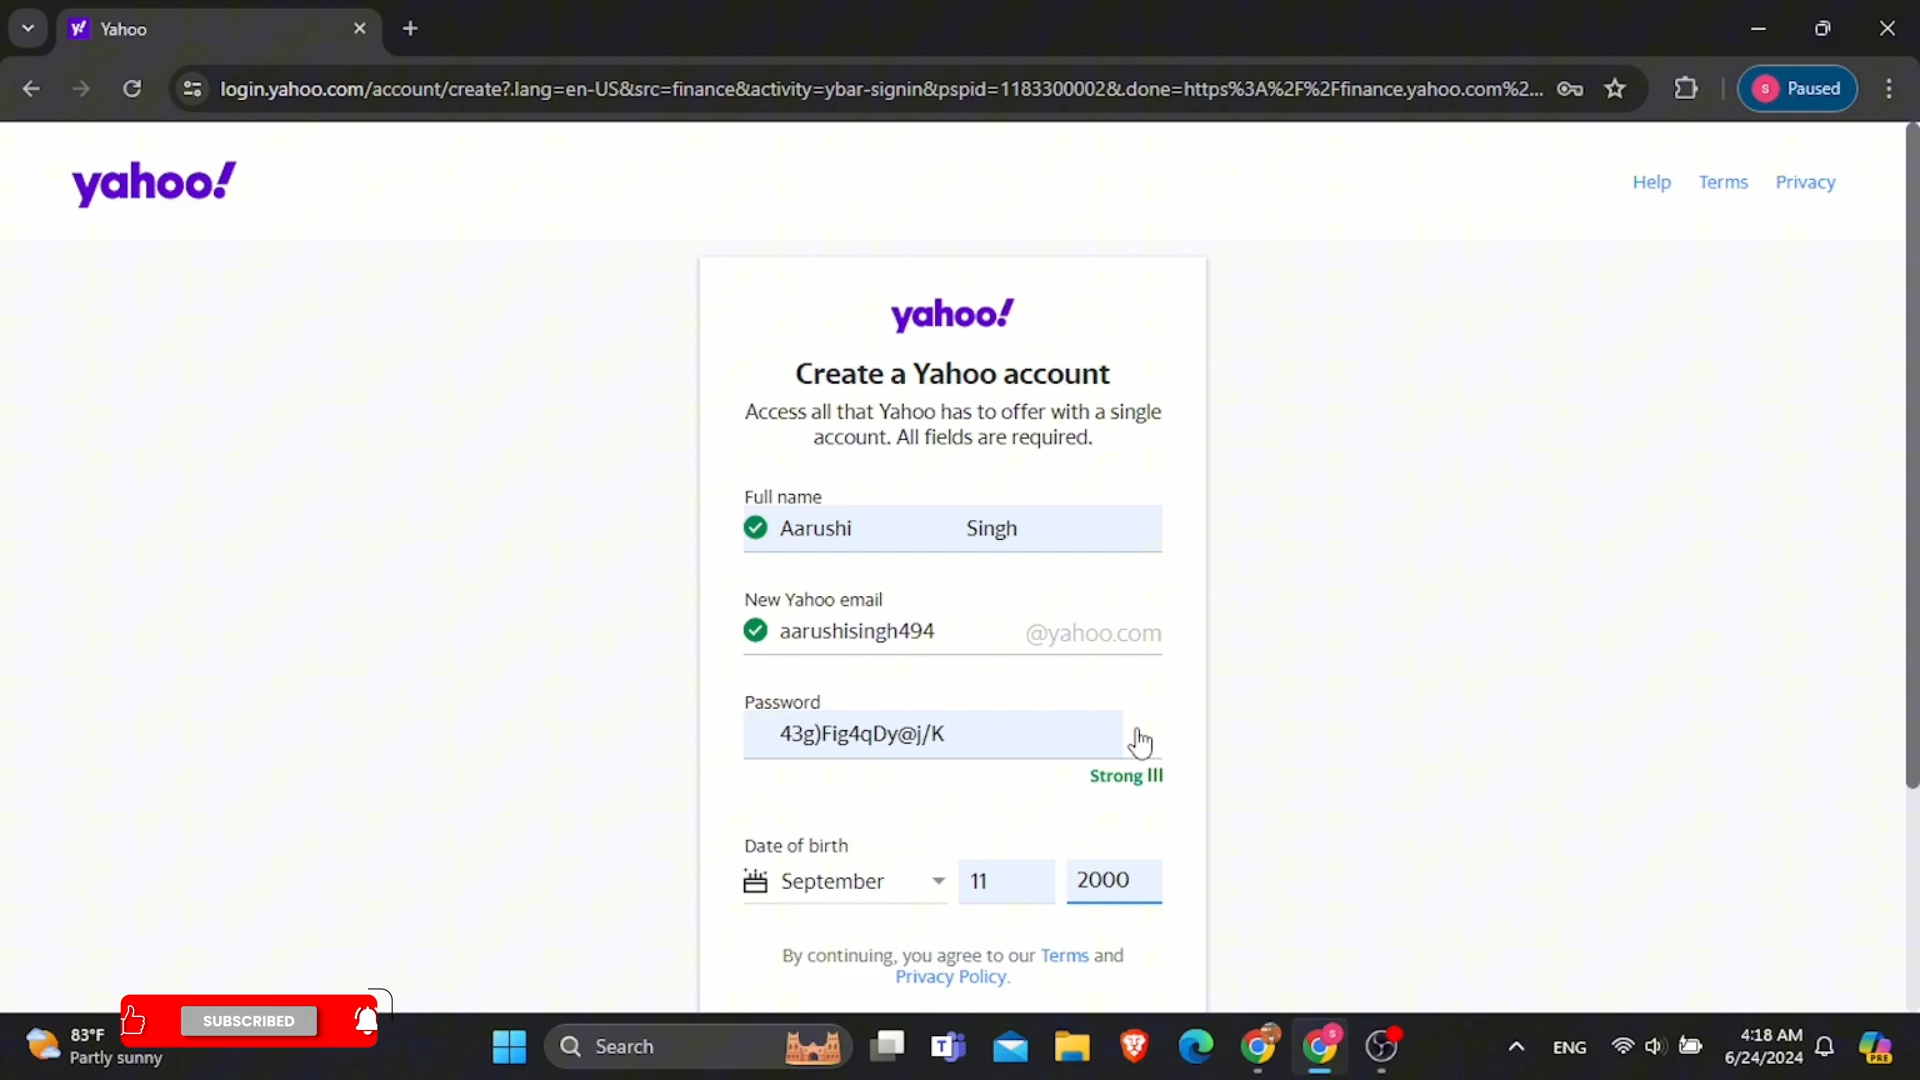 Yahoo
login.yahoo.com/account/create?.lang=en-US&src=finance&activity=ybar-signin&pspid=1183300002&.done=https%3A%2F%2Ffinance.yahoo.com%2...
S Paused
yahoo!
Help Terms Privacy
yahoo!
Create a Yahoo account
Access all that Yahoo has to offer with a single
account. All fields are required.
Full name
Aarushi Singh
New Yahoo email
aarushisingh494 @yahoo.com
Password
43g)Fig4qDy@j/K
Strong
Date of birth
September 11 2000
By continuing, you agree to our Terms and
Privacy Policy.
SUBSCRIBED
83°F
Partly sunny
Search
ENG
4:18 AM
6/24/2024
PRE